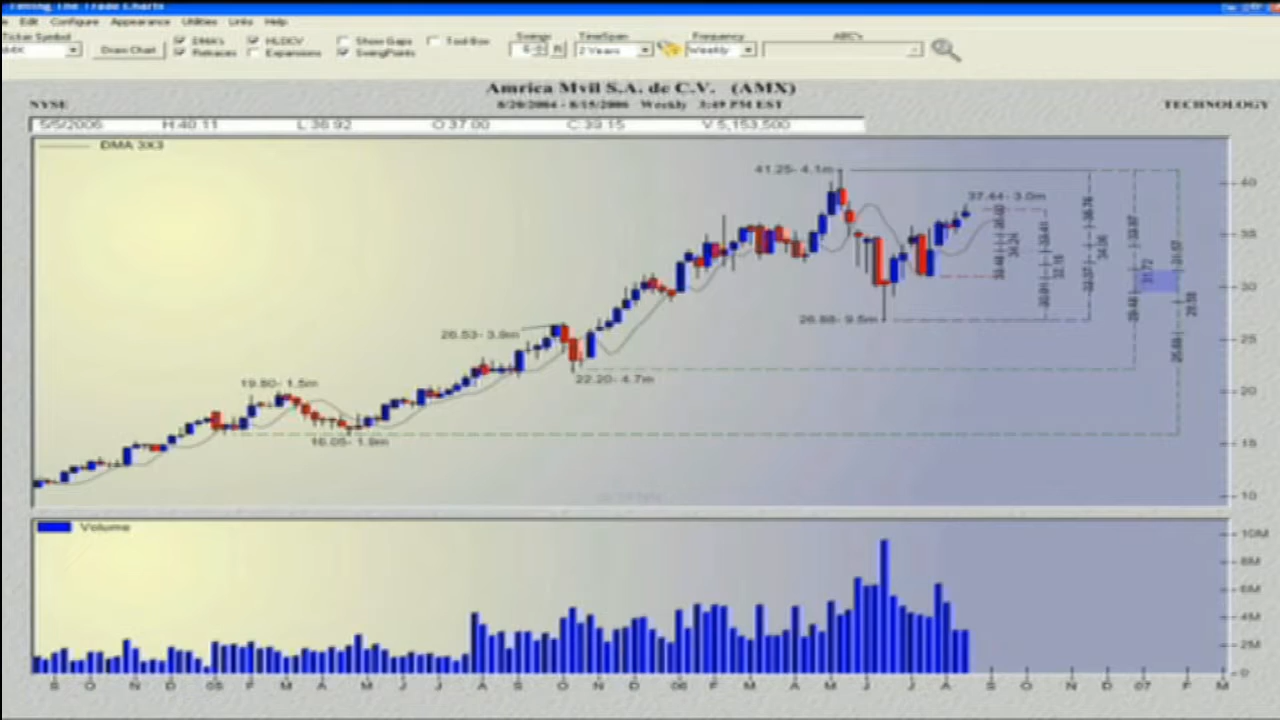 Timing The Trade Charts
Edit Configure Appearance Utilities Links Help
Ticker Symbol Draw Chart DMA's HLOCV Show Gaps Tool Box Swings TimeSpan Frequency ABC's
AMX Retraces Expansions SwingPoints 6 2 Years Weekly
Amrica Mvil S.A. de C.V. (AMX)
NYSE 8/20/2004 - 8/15/2006 Weekly 3:49 PM EST TECHNOLOGY
5/5/2006 H:40.11 L:36.92 O:37.00 C:39.15 V:5,153,500
DMA 3X3
41.25- 4.1m
40
37.44- 3.0m
35
30
26.88- 9.5m
26.53- 3.9m
25
22.20- 4.7m
19.80- 1.5m
20
16.05- 1.9m
15
10
Volume
10M
8M
6M
4M
2M
0
S O N D 05 F M A M J J A S O N D 06 F M A M J J A S O N D 07 F M